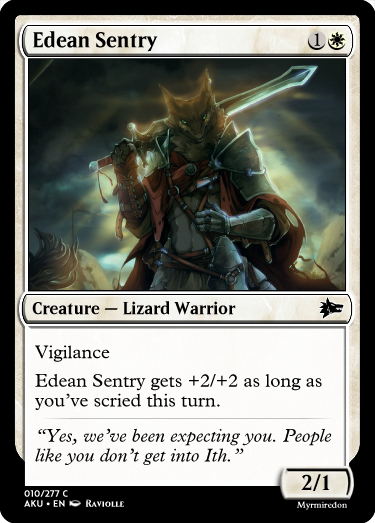 Edean Sentry 1
Creature — Lizard Warrior
Vigilance
Edean Sentry gets +2/+2 as long as
you've scried this turn.
“Yes, we've been expecting you. People
like you don't get into Ith.”
2/1
010/277 C
AKU • EN Raviolle
Myrmiredon